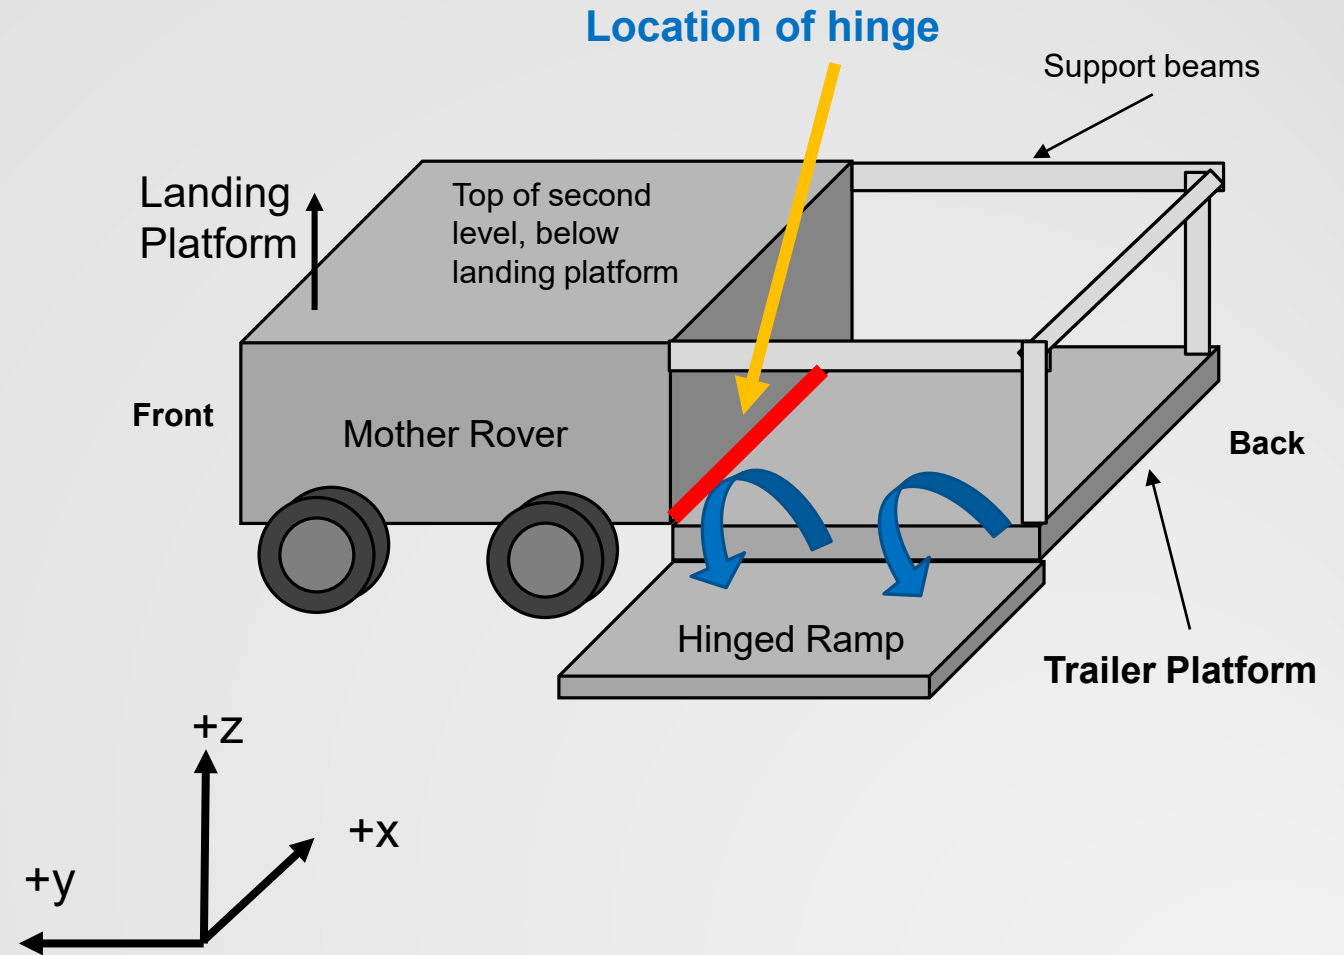 Location of hinge
Support beams
Landing
Platform
Top of second
level, below
landing platform
Front
Mother Rover
Back
Hinged Ramp
Trailer Platform
+z
+x
+y